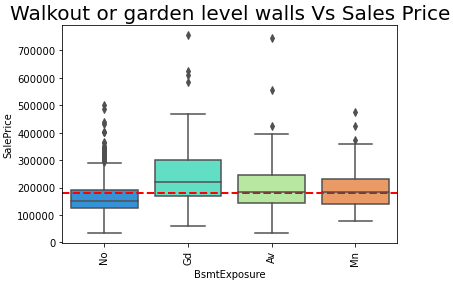 Walkout or garden level walls Vs Sales Price
700000
600000
500000
400000
300000
200000
100000
0
SalePrice
No
Gd
Av
Mn
BsmtExposure